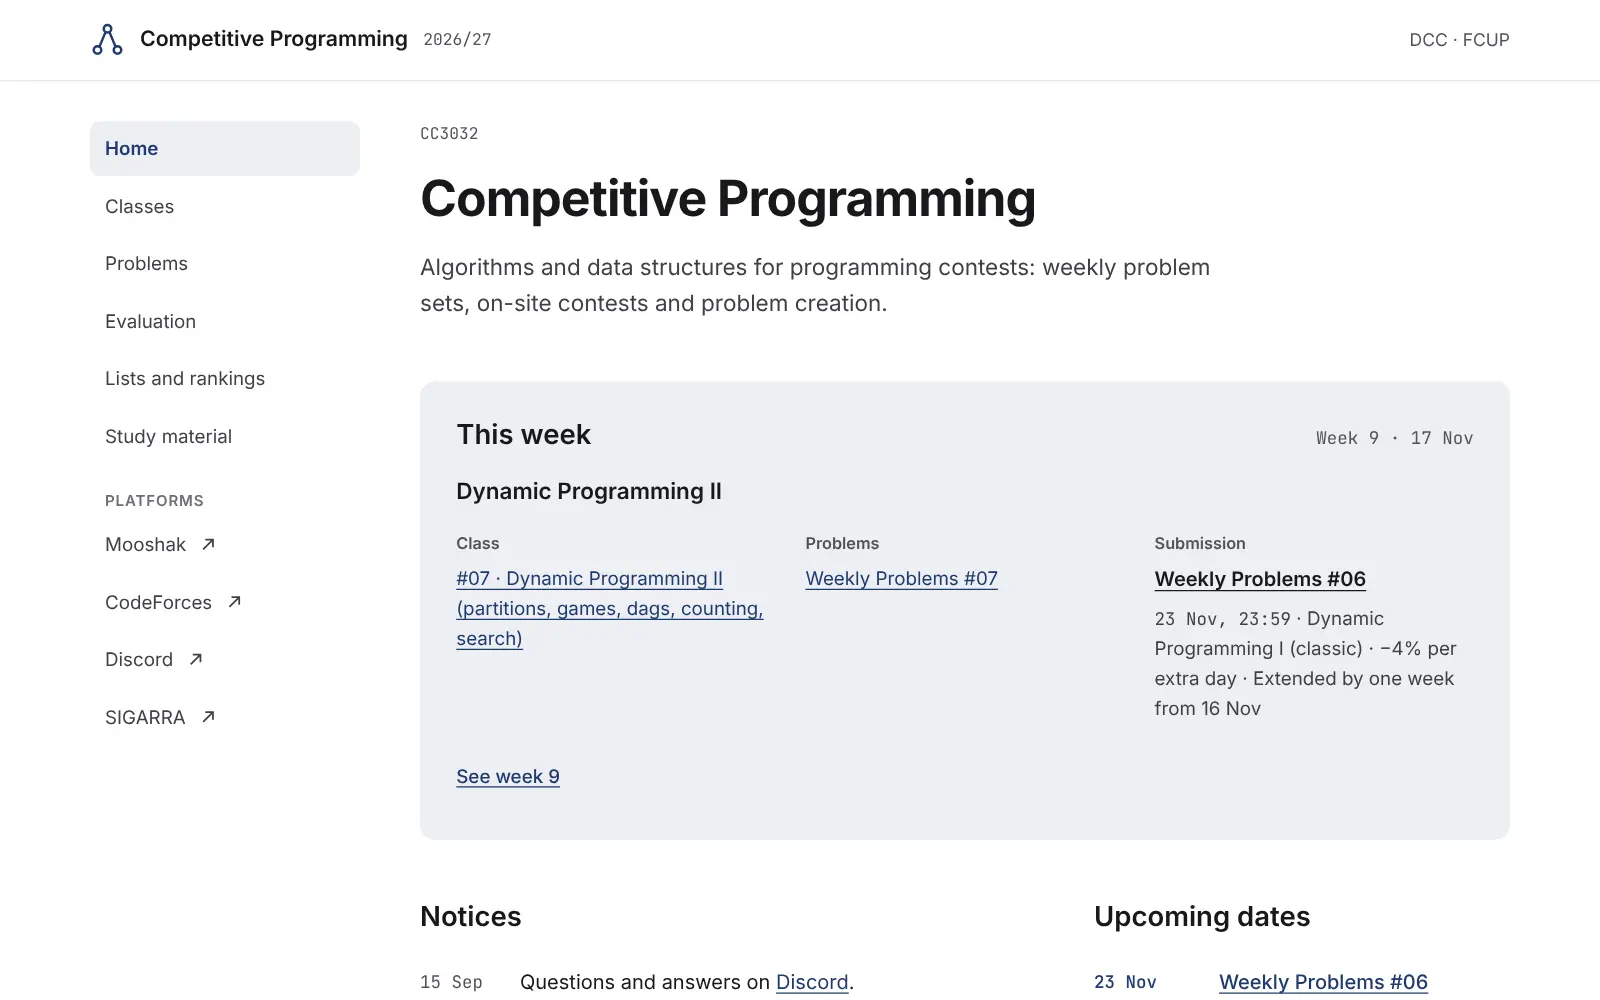 Competitive Programming 2026/27
DCC · FCUP
Home
Classes
Problems
Evaluation
Lists and rankings
Study material
PLATFORMS
Mooshak ↗
CodeForces ↗
Discord ↗
SIGARRA ↗
CC3032
Competitive Programming
Algorithms and data structures for programming contests: weekly problem
sets, on-site contests and problem creation.
This week
Week 9 · 17 Nov
Dynamic Programming II
Class
#07 · Dynamic Programming II
(partitions, games, dags, counting,
search)
Problems
Weekly Problems #07
Submission
Weekly Problems #06
23 Nov, 23:59 · Dynamic
Programming I (classic) · −4% per
extra day · Extended by one week
from 16 Nov
See week 9
Notices
15 Sep Questions and answers on Discord.
Upcoming dates
23 Nov Weekly Problems #06